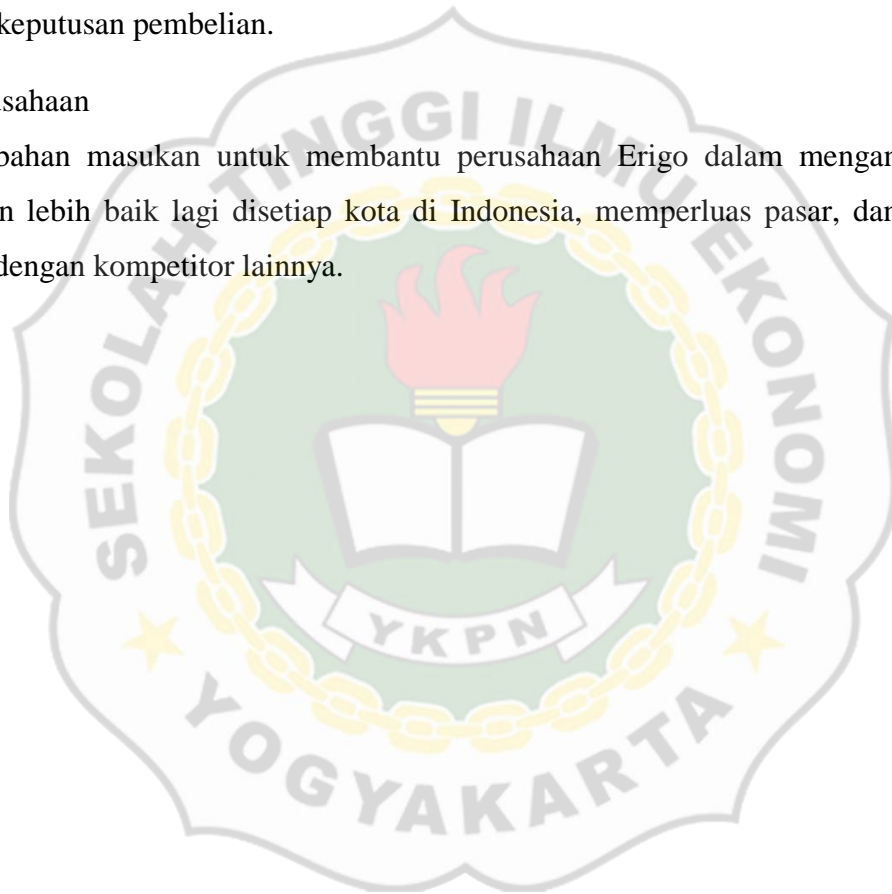 keputusan pembelian.
usahaan
bahan masukan untuk membantu perusahaan Erigo dalam mengan
n lebih baik lagi disetiap kota di Indonesia, memperluas pasar, dan
dengan kompetitor lainnya.
SEKOLAH TINGGI ILMU EKONOMI
YKPN
YOGYAKARTA